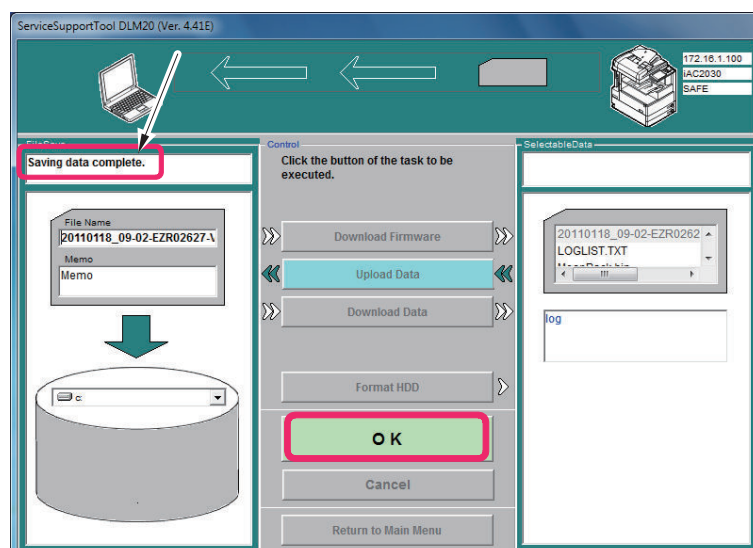 ServiceSupportTool DLM20 (Ver. 4.41E)
172.16.1.100
iAC2030
SAFE
Saving data complete.
File Name
20110118_09-02-EZR02627-\
Memo
Memo
c:
Control
Click the button of the task to be
executed.
Download Firmware
Upload Data
Download Data
Format HDD
O K
Cancel
Return to Main Menu
SelectableData
20110118_09-02-EZR0262
LOGLIST.TXT
log